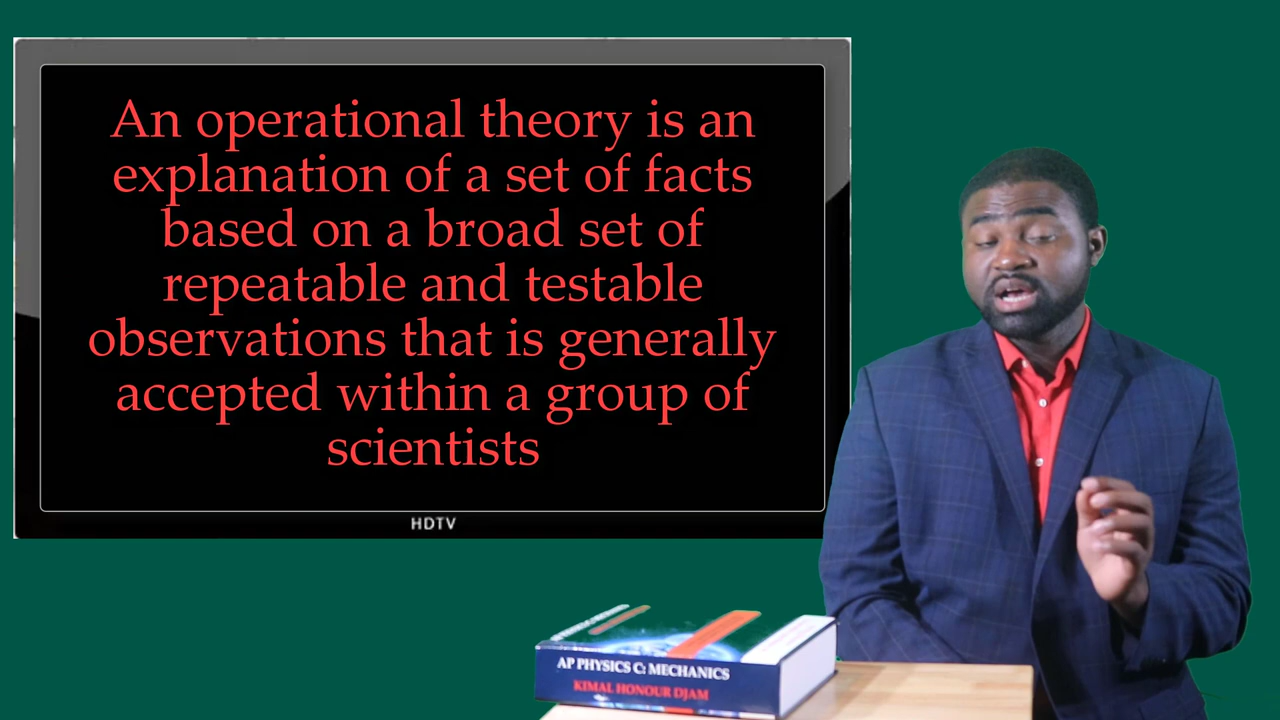 An operational theory is an
explanation of a set of facts
based on a broad set of
repeatable and testable
observations that is generally
accepted within a group of
scientists
HDTV
AP PHYSICS C: MECHANICS
KIMAL HONOUR DJAM